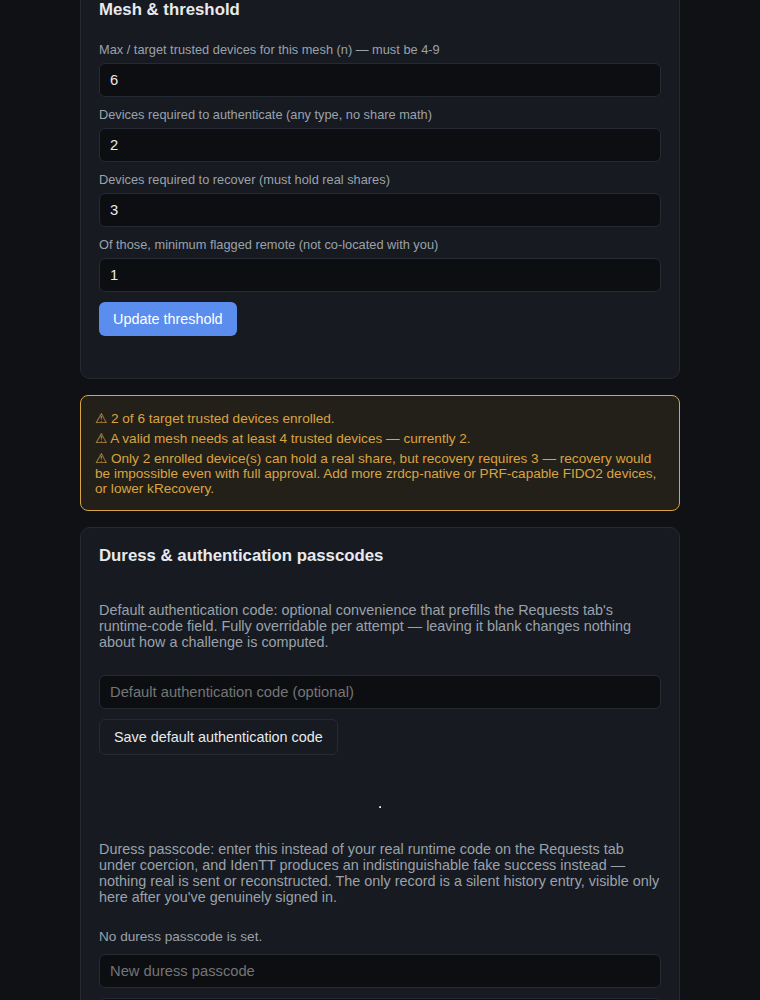 Mesh & threshold
Max / target trusted devices for this mesh (n) — must be 4-9
6
Devices required to authenticate (any type, no share math)
2
Devices required to recover (must hold real shares)
3
Of those, minimum flagged remote (not co-located with you)
1
Update threshold
⚠ 2 of 6 target trusted devices enrolled.
⚠ A valid mesh needs at least 4 trusted devices — currently 2.
⚠ Only 2 enrolled device(s) can hold a real share, but recovery requires 3 — recovery would
be impossible even with full approval. Add more zrdcp-native or PRF-capable FIDO2 devices,
or lower kRecovery.
Duress & authentication passcodes
Default authentication code: optional convenience that prefills the Requests tab's
runtime-code field. Fully overridable per attempt — leaving it blank changes nothing
about how a challenge is computed.
Default authentication code (optional)
Save default authentication code
.
Duress passcode: enter this instead of your real runtime code on the Requests tab
under coercion, and IdenTT produces an indistinguishable fake success instead —
nothing real is sent or reconstructed. The only record is a silent history entry, visible only
here after you've genuinely signed in.
No duress passcode is set.
New duress passcode